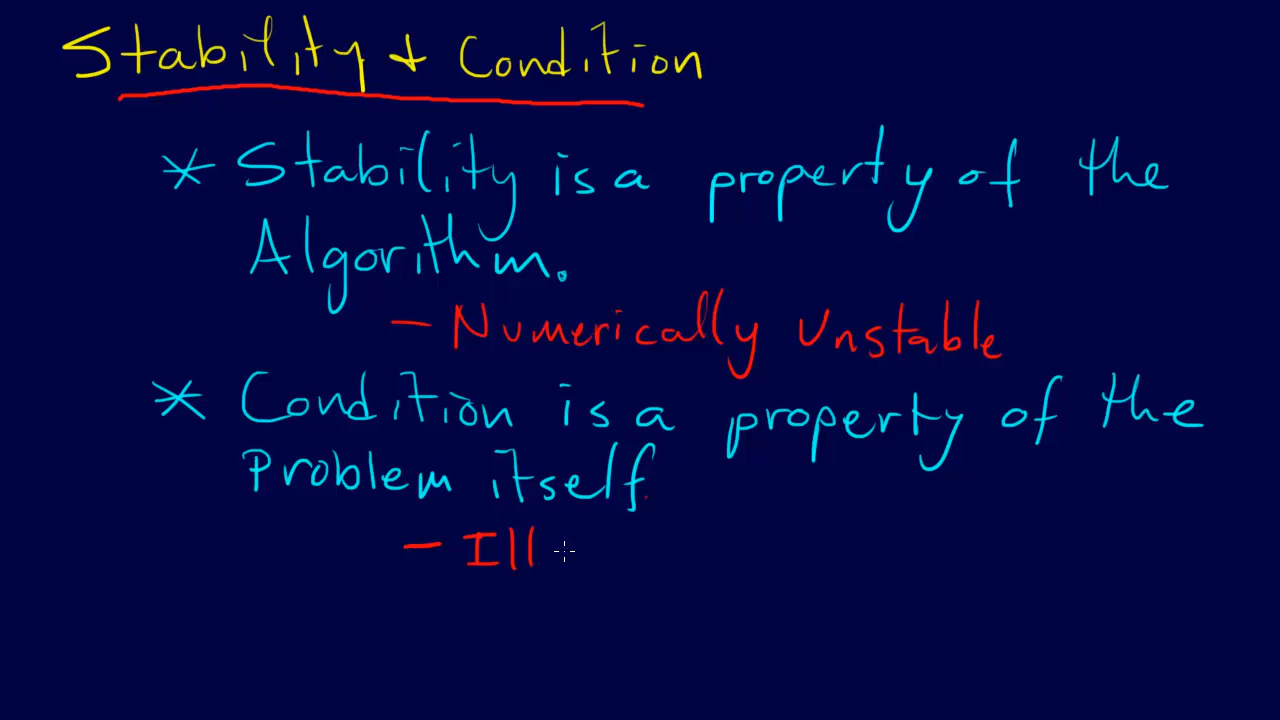 Stability + Condition
* Stability is a property of the
Algorithm.
- Numerically Unstable
* Condition is a property of the
Problem itself.
- Ill